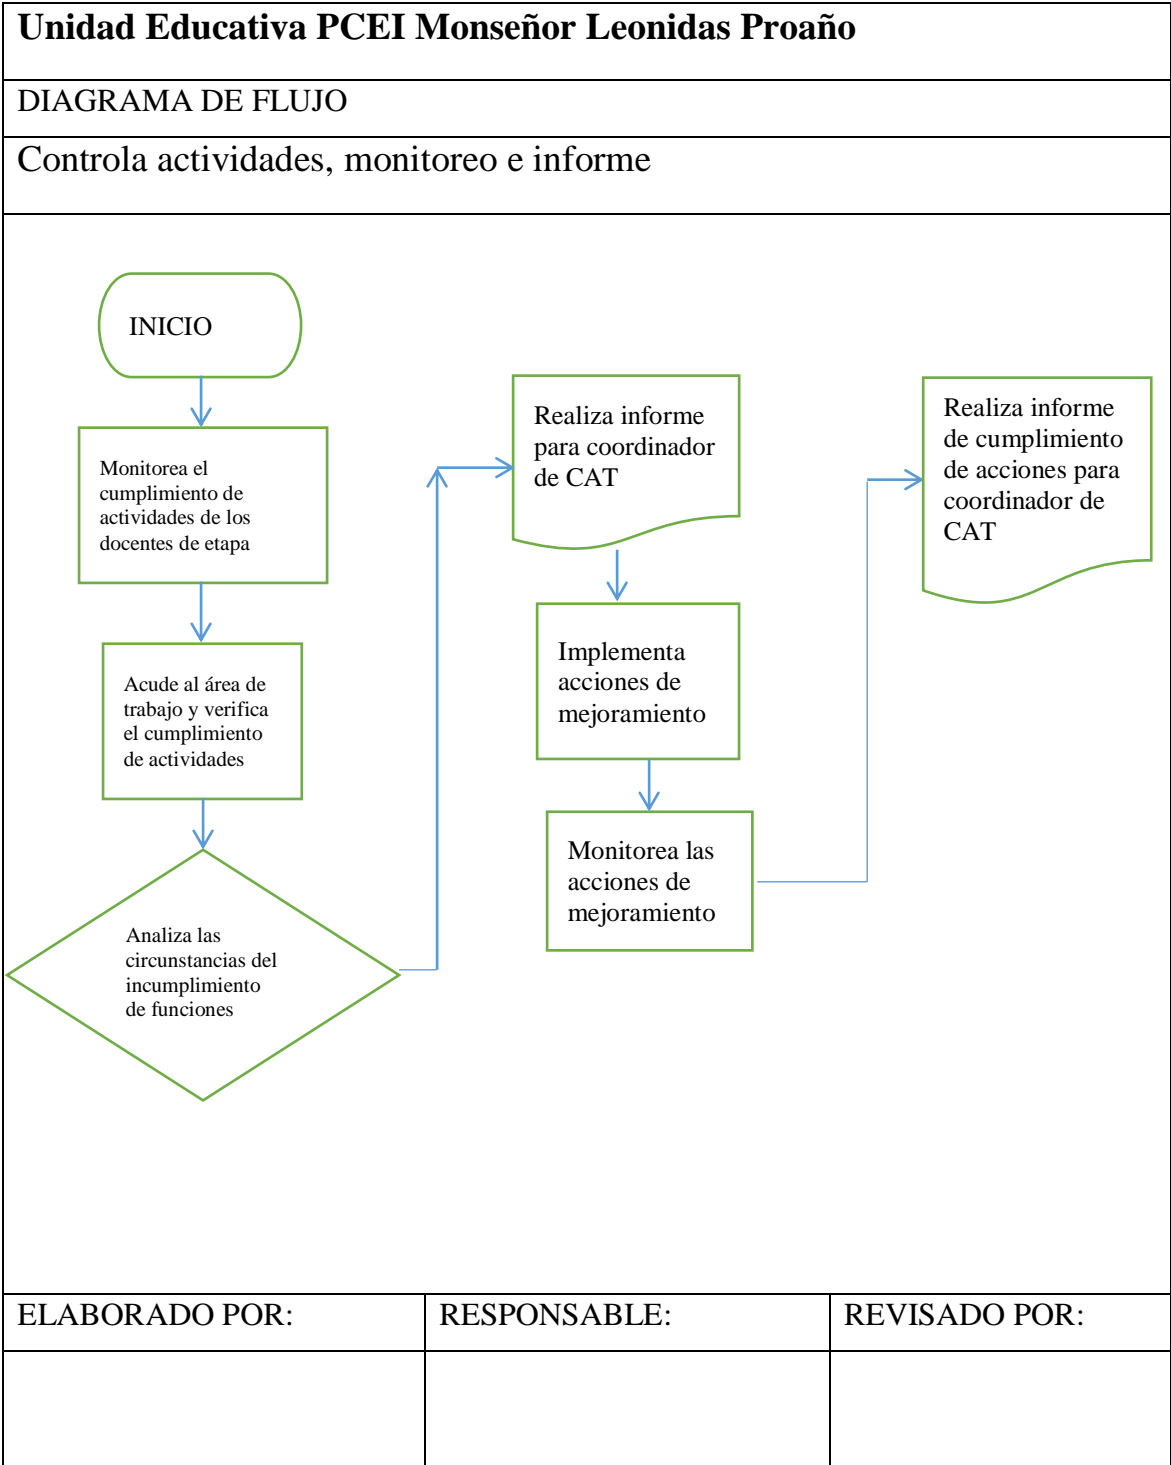 Unidad Educativa PCEI Monseñor Leonidas Proaño
DIAGRAMA DE FLUJO
Controla actividades, monitoreo e informe
INICIO
Monitorea el
cumplimiento de
actividades de los
docentes de etapa
Acude al área de
trabajo y verifica
el cumplimiento
de actividades
Analiza las
circunstancias del
incumplimiento
de funciones
Realiza informe
para coordinador
de CAT
Implementa
acciones de
mejoramiento
Monitorea las
acciones de
mejoramiento
Realiza informe
de cumplimiento
de acciones para
coordinador de
CAT
ELABORADO POR:
RESPONSABLE:
REVISADO POR: